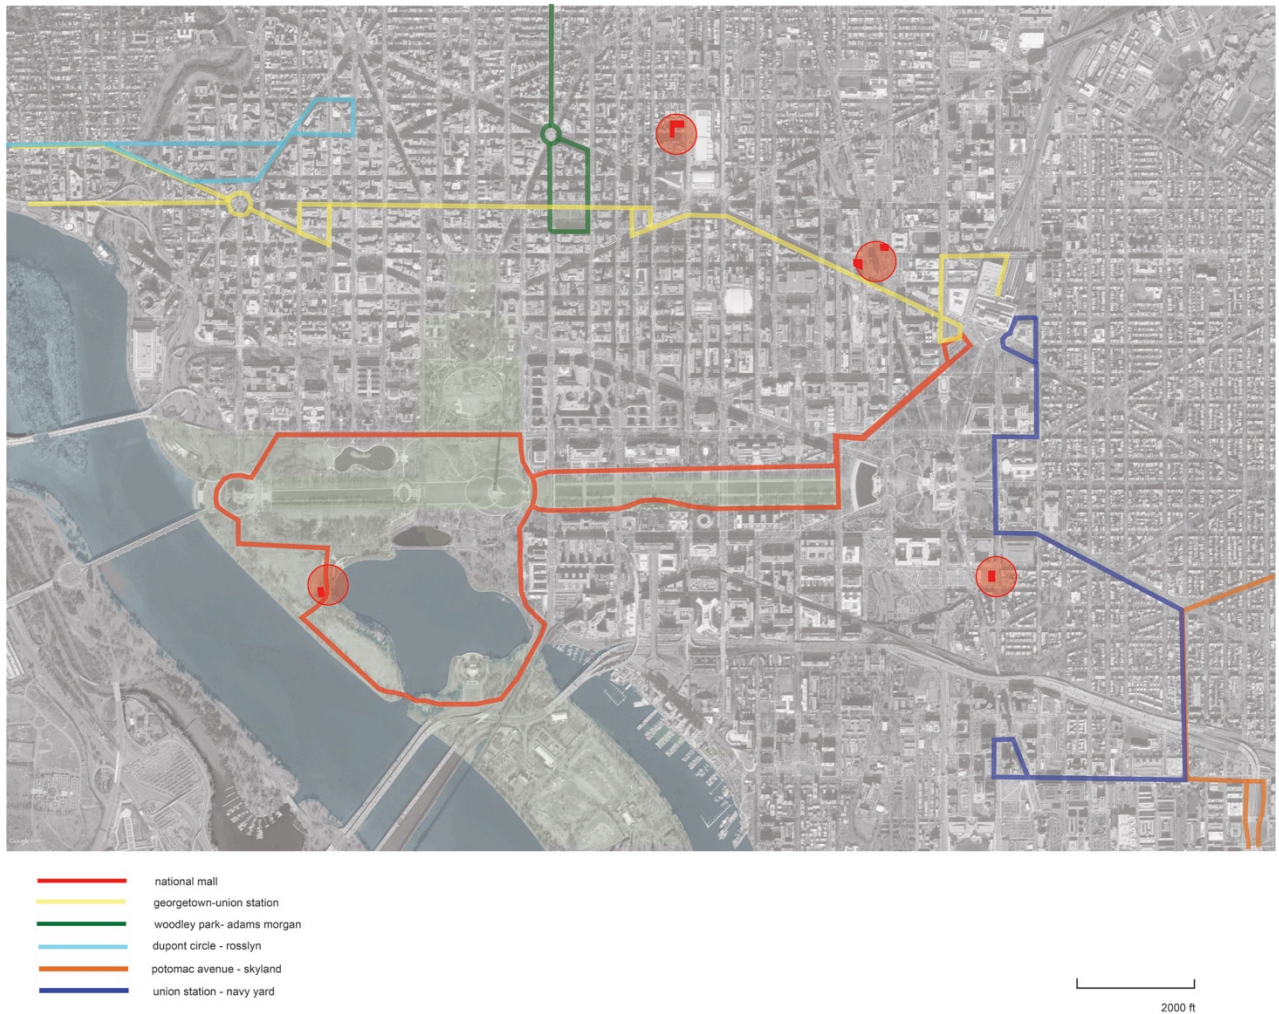 Google
national mall
georgetown-union station
woodley park- adams morgan
dupont circle - rosslyn
potomac avenue - skyland
union station - navy yard
2000 ft